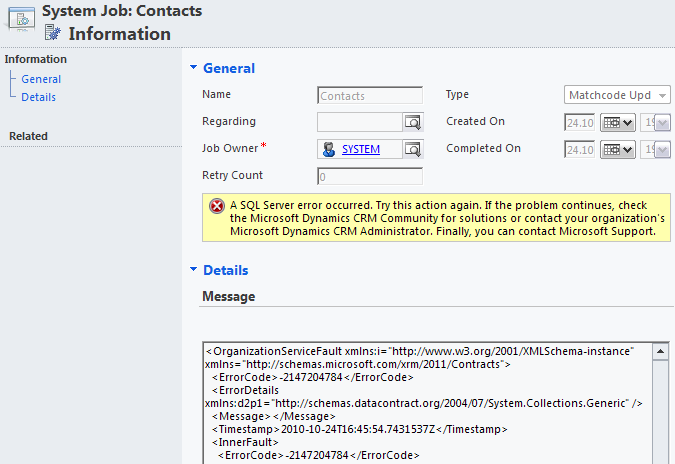 System Job: Contacts
Information
Information
General
Details
Related
General
Name
Contacts
Type
Matchcode Upd
Regarding
Created On
24.10
19
Job Owner *
SYSTEM
Completed On
24.10
19
Retry Count
0
A SQL Server error occurred. Try this action again. If the problem continues, check
the Microsoft Dynamics CRM Community for solutions or contact your organization's
Microsoft Dynamics CRM Administrator. Finally, you can contact Microsoft Support.
Details
Message
<OrganizationServiceFault xmlns:i="http://www.w3.org/2001/XMLSchema-instance"
xmlns="http://schemas.microsoft.com/xrm/2011/Contracts">
<ErrorCode>-2147204784</ErrorCode>
<ErrorDetails
xmlns:d2p1="http://schemas.datacontract.org/2004/07/System.Collections.Generic" />
<Message></Message>
<Timestamp>2010-10-24T16:45:54.7431537Z</Timestamp>
<InnerFault>
<ErrorCode>-2147204784</ErrorCode>